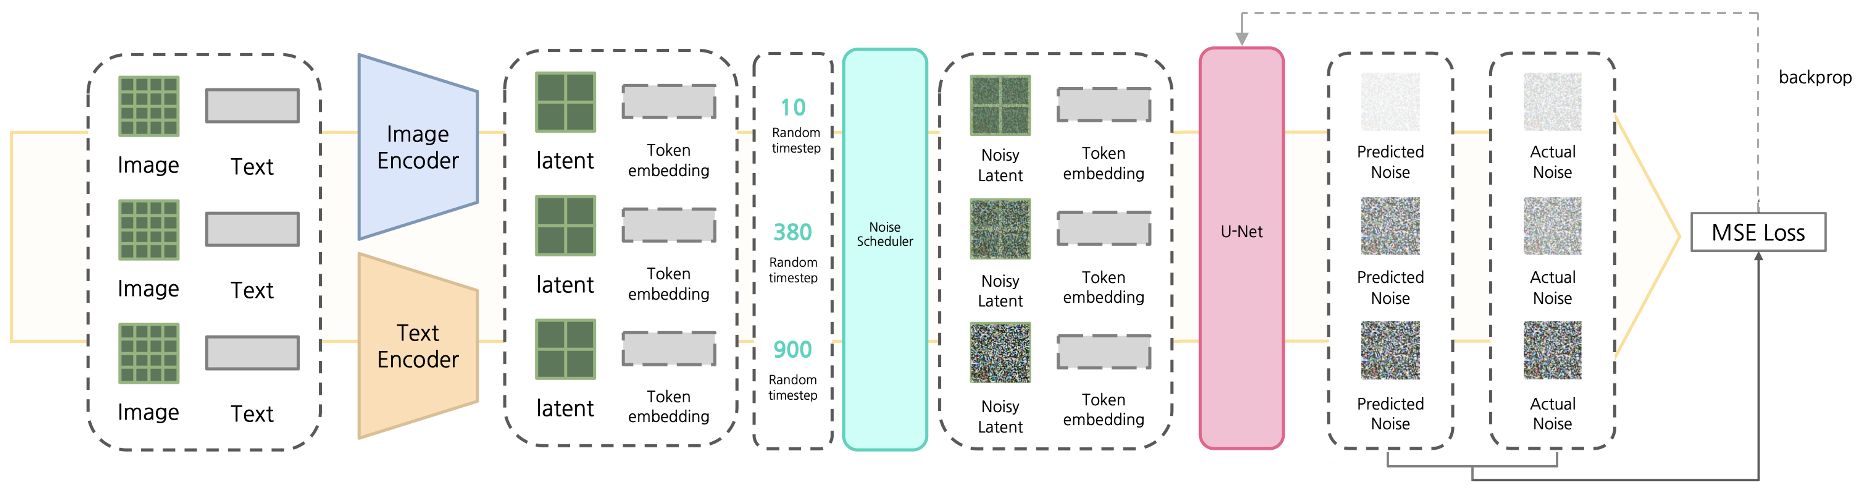 Image
Text
Image
Text
Image
Text
Image
Encoder
Text
Encoder
latent
Token
embedding
latent
Token
embedding
latent
Token
embedding
10
Random
timestep
380
Random
timestep
900
Random
timestep
Noise
Scheduler
Noisy
Latent
Token
embedding
Noisy
Latent
Token
embedding
Noisy
Latent
Token
embedding
U-Net
Predicted
Noise
Predicted
Noise
Predicted
Noise
Actual
Noise
Actual
Noise
Actual
Noise
MSE Loss
backprop